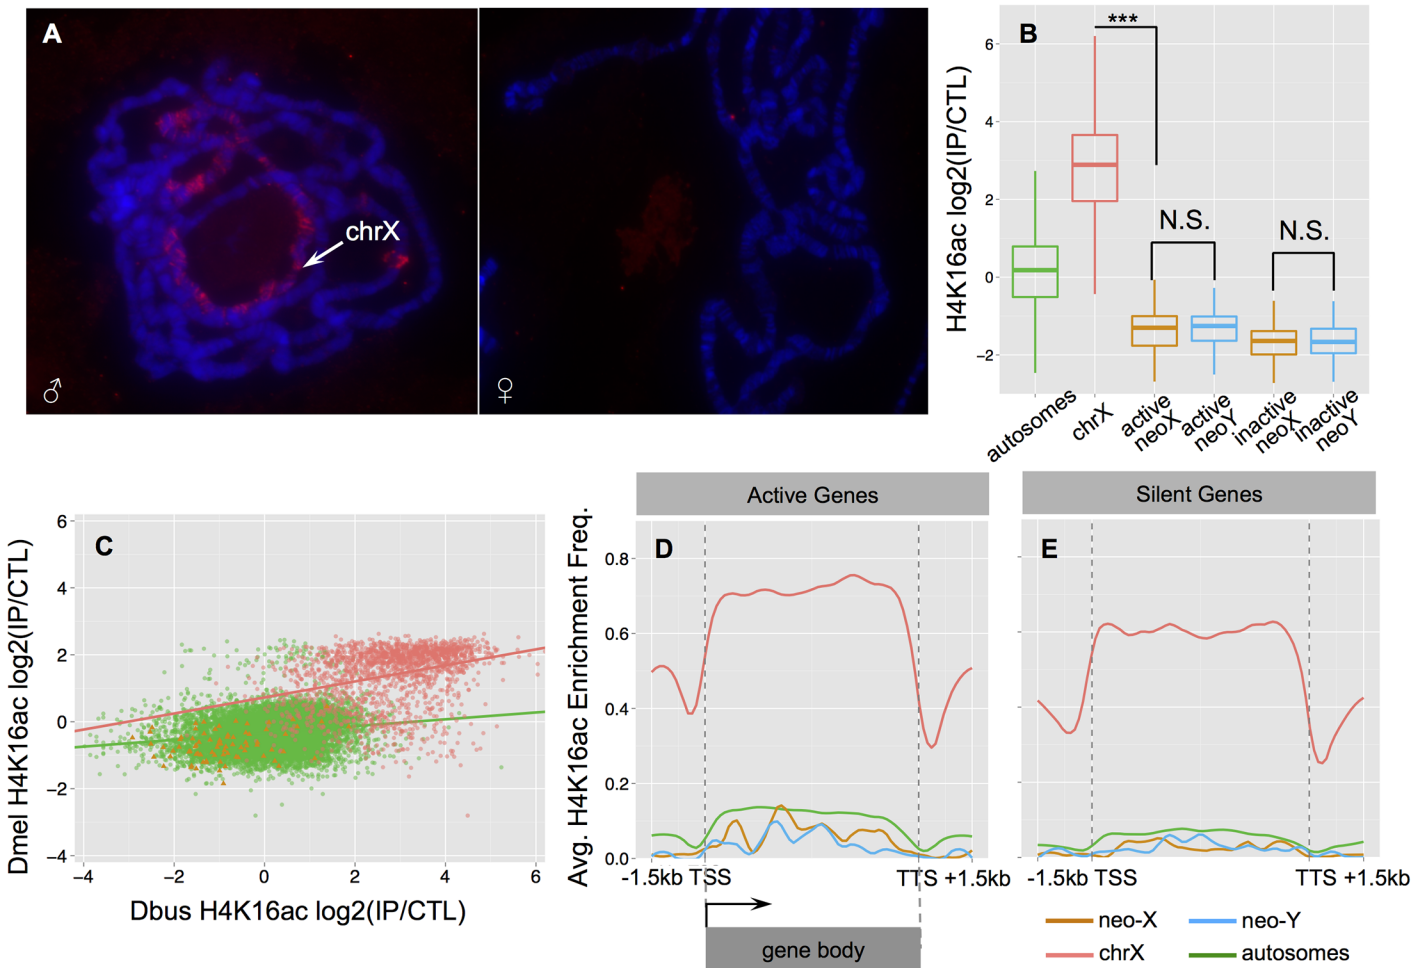 A
chrX
♂
♀
B
***
N.S.
N.S.
H4K16ac log2(IP/CTL)
6
4
2
0
−2
autosomes
chrX
active neoX
active neoY
inactive neoX
inactive neoY
C
Dmel H4K16ac log2(IP/CTL)
6
4
2
0
−2
−4
−4
−2
0
2
4
6
Dbus H4K16ac log2(IP/CTL)
Active Genes
D
Avg. H4K16ac Enrichment Freq.
0.8
0.6
0.4
0.2
0.0
-1.5kb TSS
TTS +1.5kb
gene body
Silent Genes
E
-1.5kb TSS
TTS +1.5kb
neo-X
neo-Y
chrX
autosomes